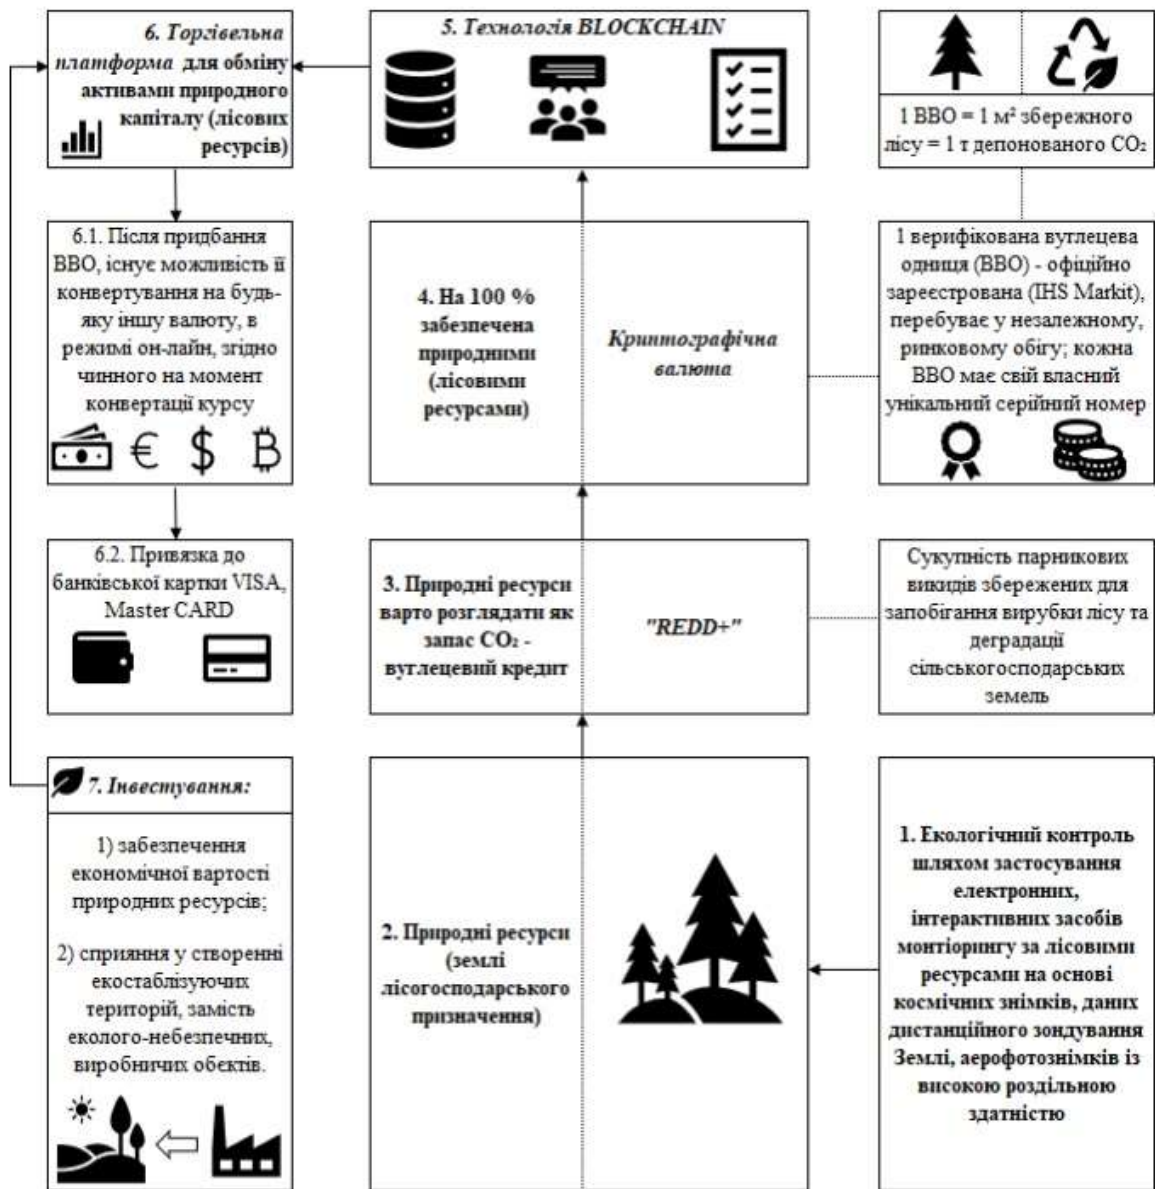 6. Торгівельна
платформа для обміну
активами природного
капіталу (лісових
ресурсів)
5. Технологія BLOCKCHAIN
1 ВВО = 1 м² збережного
лісу = 1 т депонованого CO₂
6.1. Після придбання
ВВО, існує можливість її
конвертування на будь-
яку іншу валюту, в
режимі он-лайн, згідно
чинного на момент
конвертації курсу
€ $ B
4. На 100 %
забезпечена
природними
(лісовими
ресурсами)
Криптографічна
валюта
1 верифікована вуглецева
одниця (ВВО) - офіційно
зареєстрована (IHS Markit),
перебуває у незалежному,
ринковому обігу; кожна
ВВО має свій власний
унікальний серійний номер
6.2. Привязка до
банківської картки VISA,
Master CARD
3. Природні ресурси
варто розглядати як
запас CO₂ -
вуглецевий кредит
"REDD+"
Сукупність парникових
викидів збережених для
запобігання вирубки лісу та
деградації
сільськогосподарських
земель
7. Інвестування:
1) забезпечення
економічної вартості
природних ресурсів;
2) сприяння у створенні
екостаблізуючих
територій, замість
еколого-небезпечних,
виробничих обєктів.
2. Природні ресурси
(землі
лісогосподарського
призначення)
1. Екологічний контроль
шляхом застосування
електронних,
інтерактивних засобів
монтіорингу за лісовими
ресурсами на основі
космічних знімків, даних
дистанційного зондування
Землі, аерофотознімків із
високою роздільною
здатністю